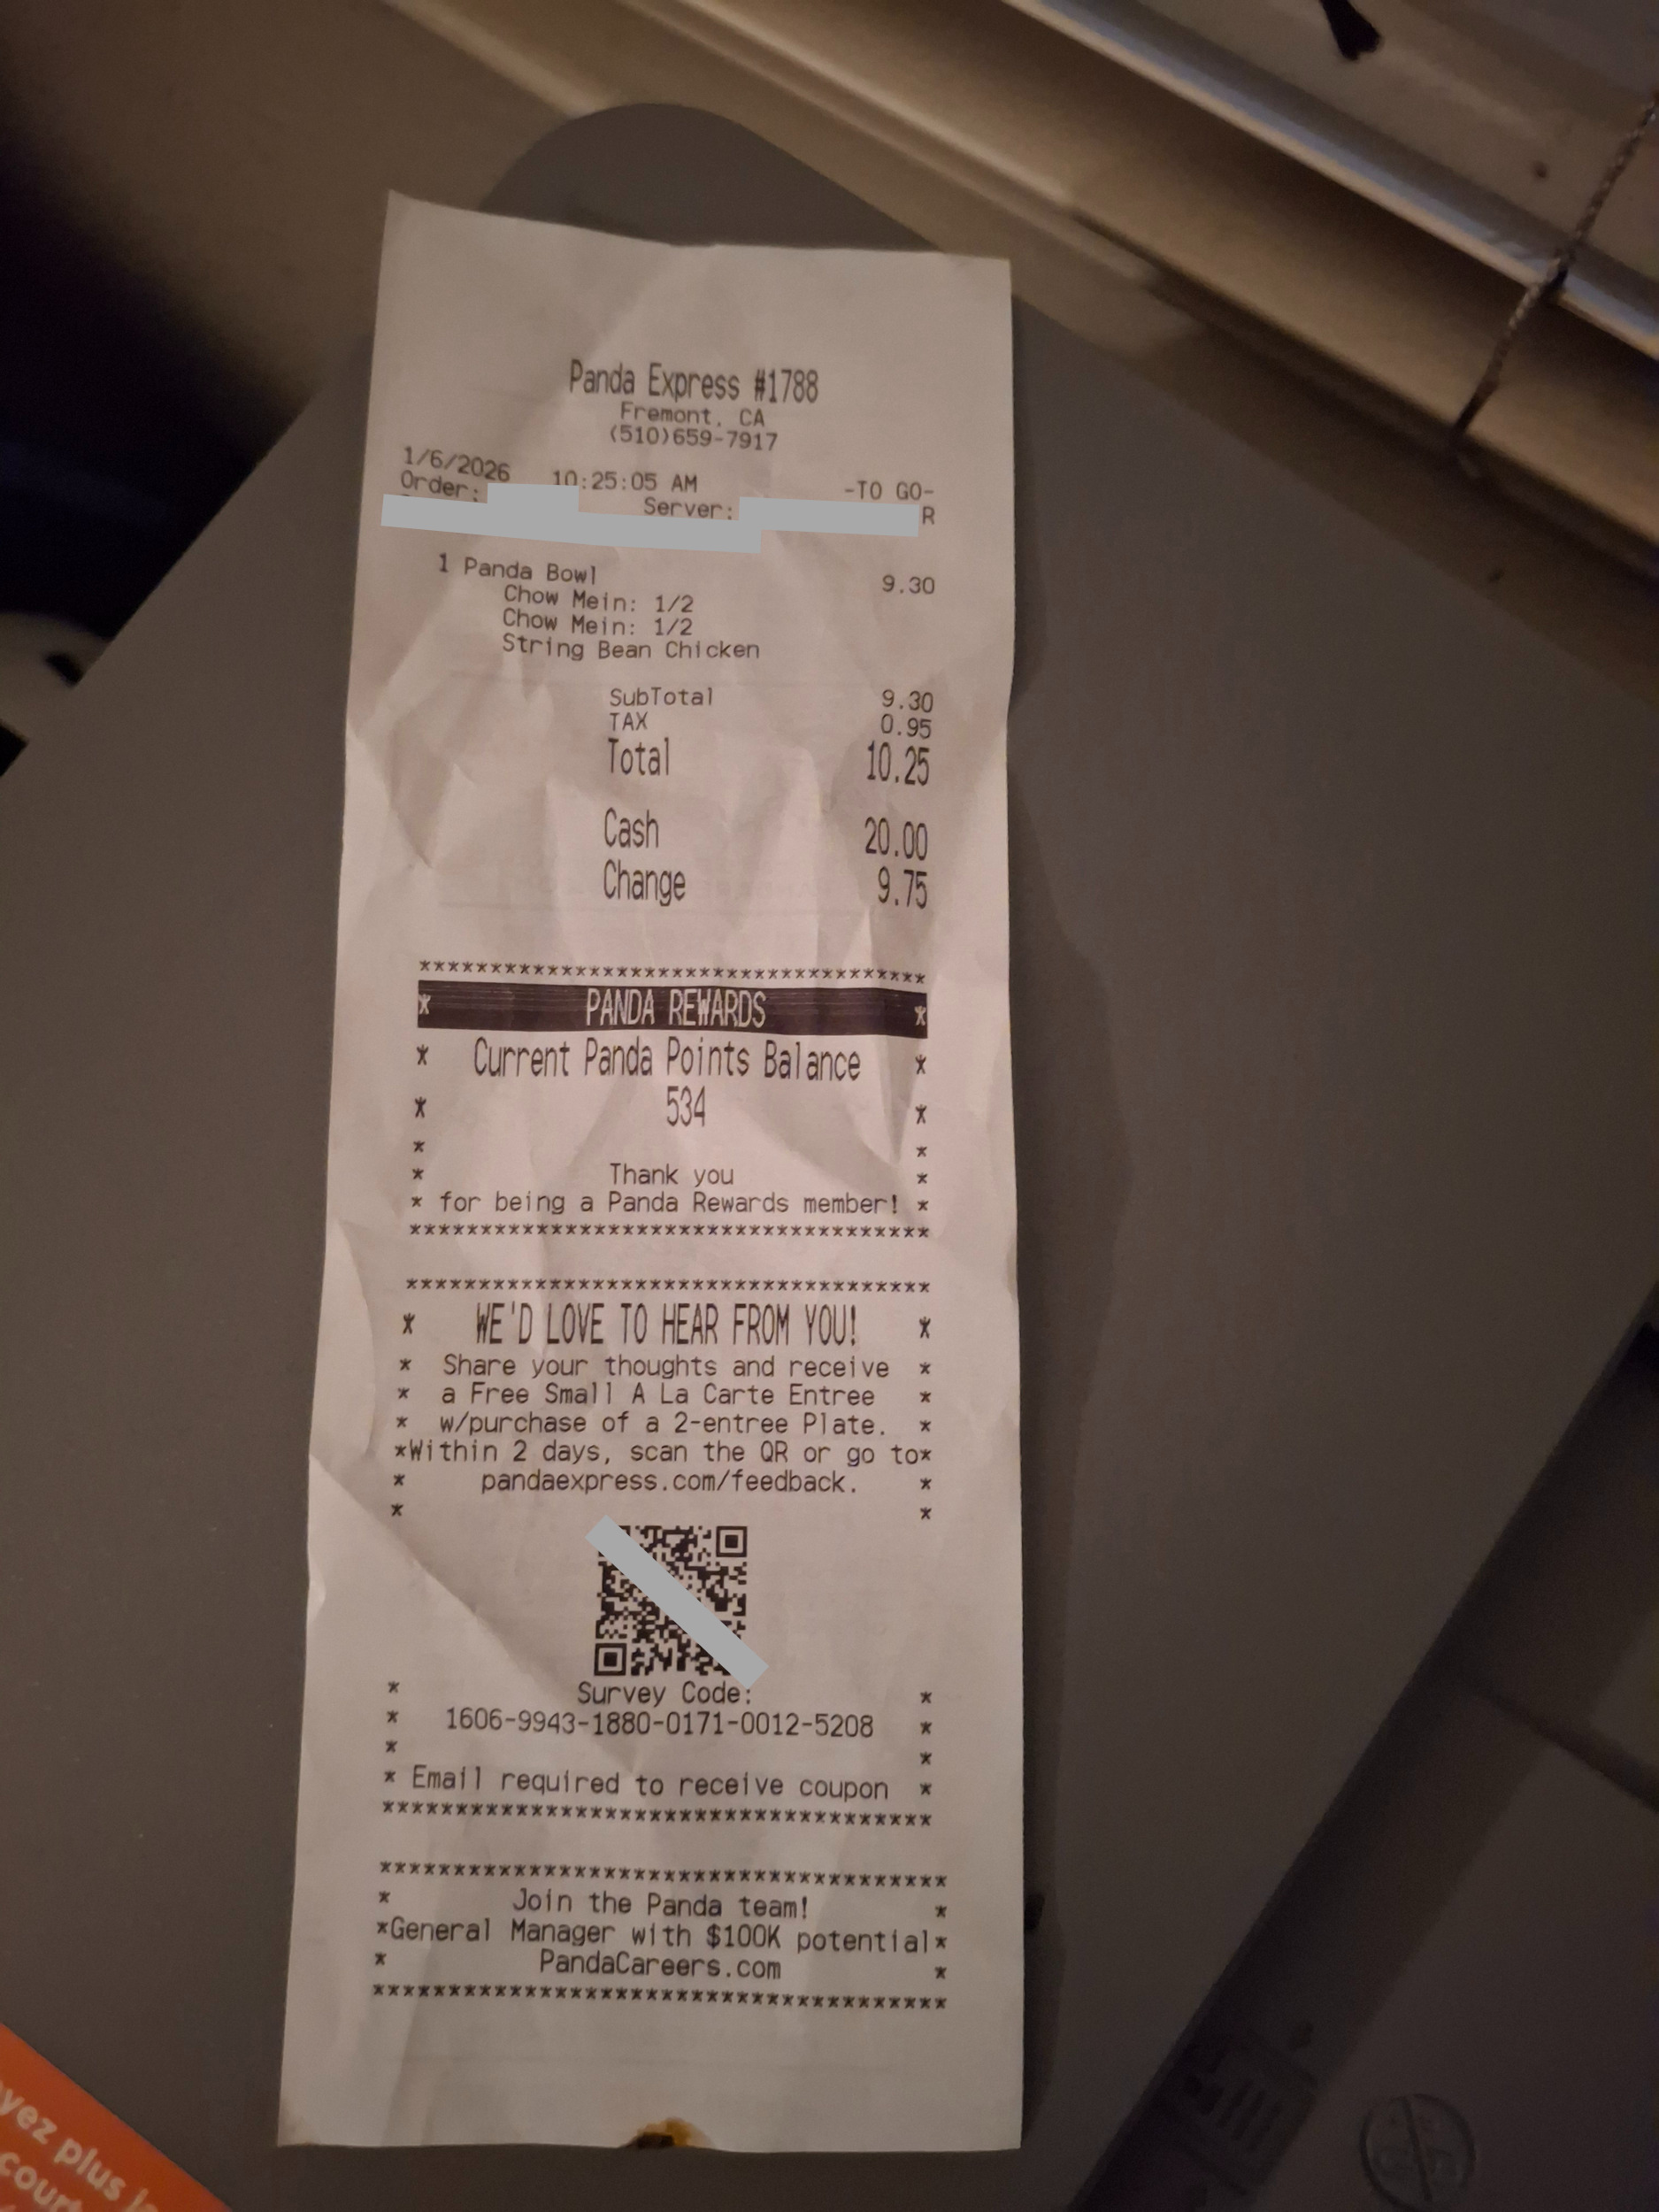 Panda Express #1788
Fremont, CA
(510)659-7917
1/6/2026 10:25:05 AM -TO GO-
Order: Server: R
1 Panda Bowl 9.30
Chow Mein: 1/2
Chow Mein: 1/2
String Bean Chicken
SubTotal 9.30
TAX 0.95
Total 10.25
Cash 20.00
Change 9.75
************************************
* PANDA REWARDS *
* Current Panda Points Balance *
* 534 *
* *
* Thank you *
* for being a Panda Rewards member! *
************************************
************************************
* WE'D LOVE TO HEAR FROM YOU! *
* Share your thoughts and receive *
* a Free Small A La Carte Entree *
* w/purchase of a 2-entree Plate. *
*Within 2 days, scan the QR or go to*
* pandaexpress.com/feedback. *
* *
* Survey Code: *
* 1606-9943-1880-0171-0012-5208 *
* *
* Email required to receive coupon *
************************************
************************************
* Join the Panda team! *
*General Manager with $100K potential*
* PandaCareers.com *
************************************
yez plus